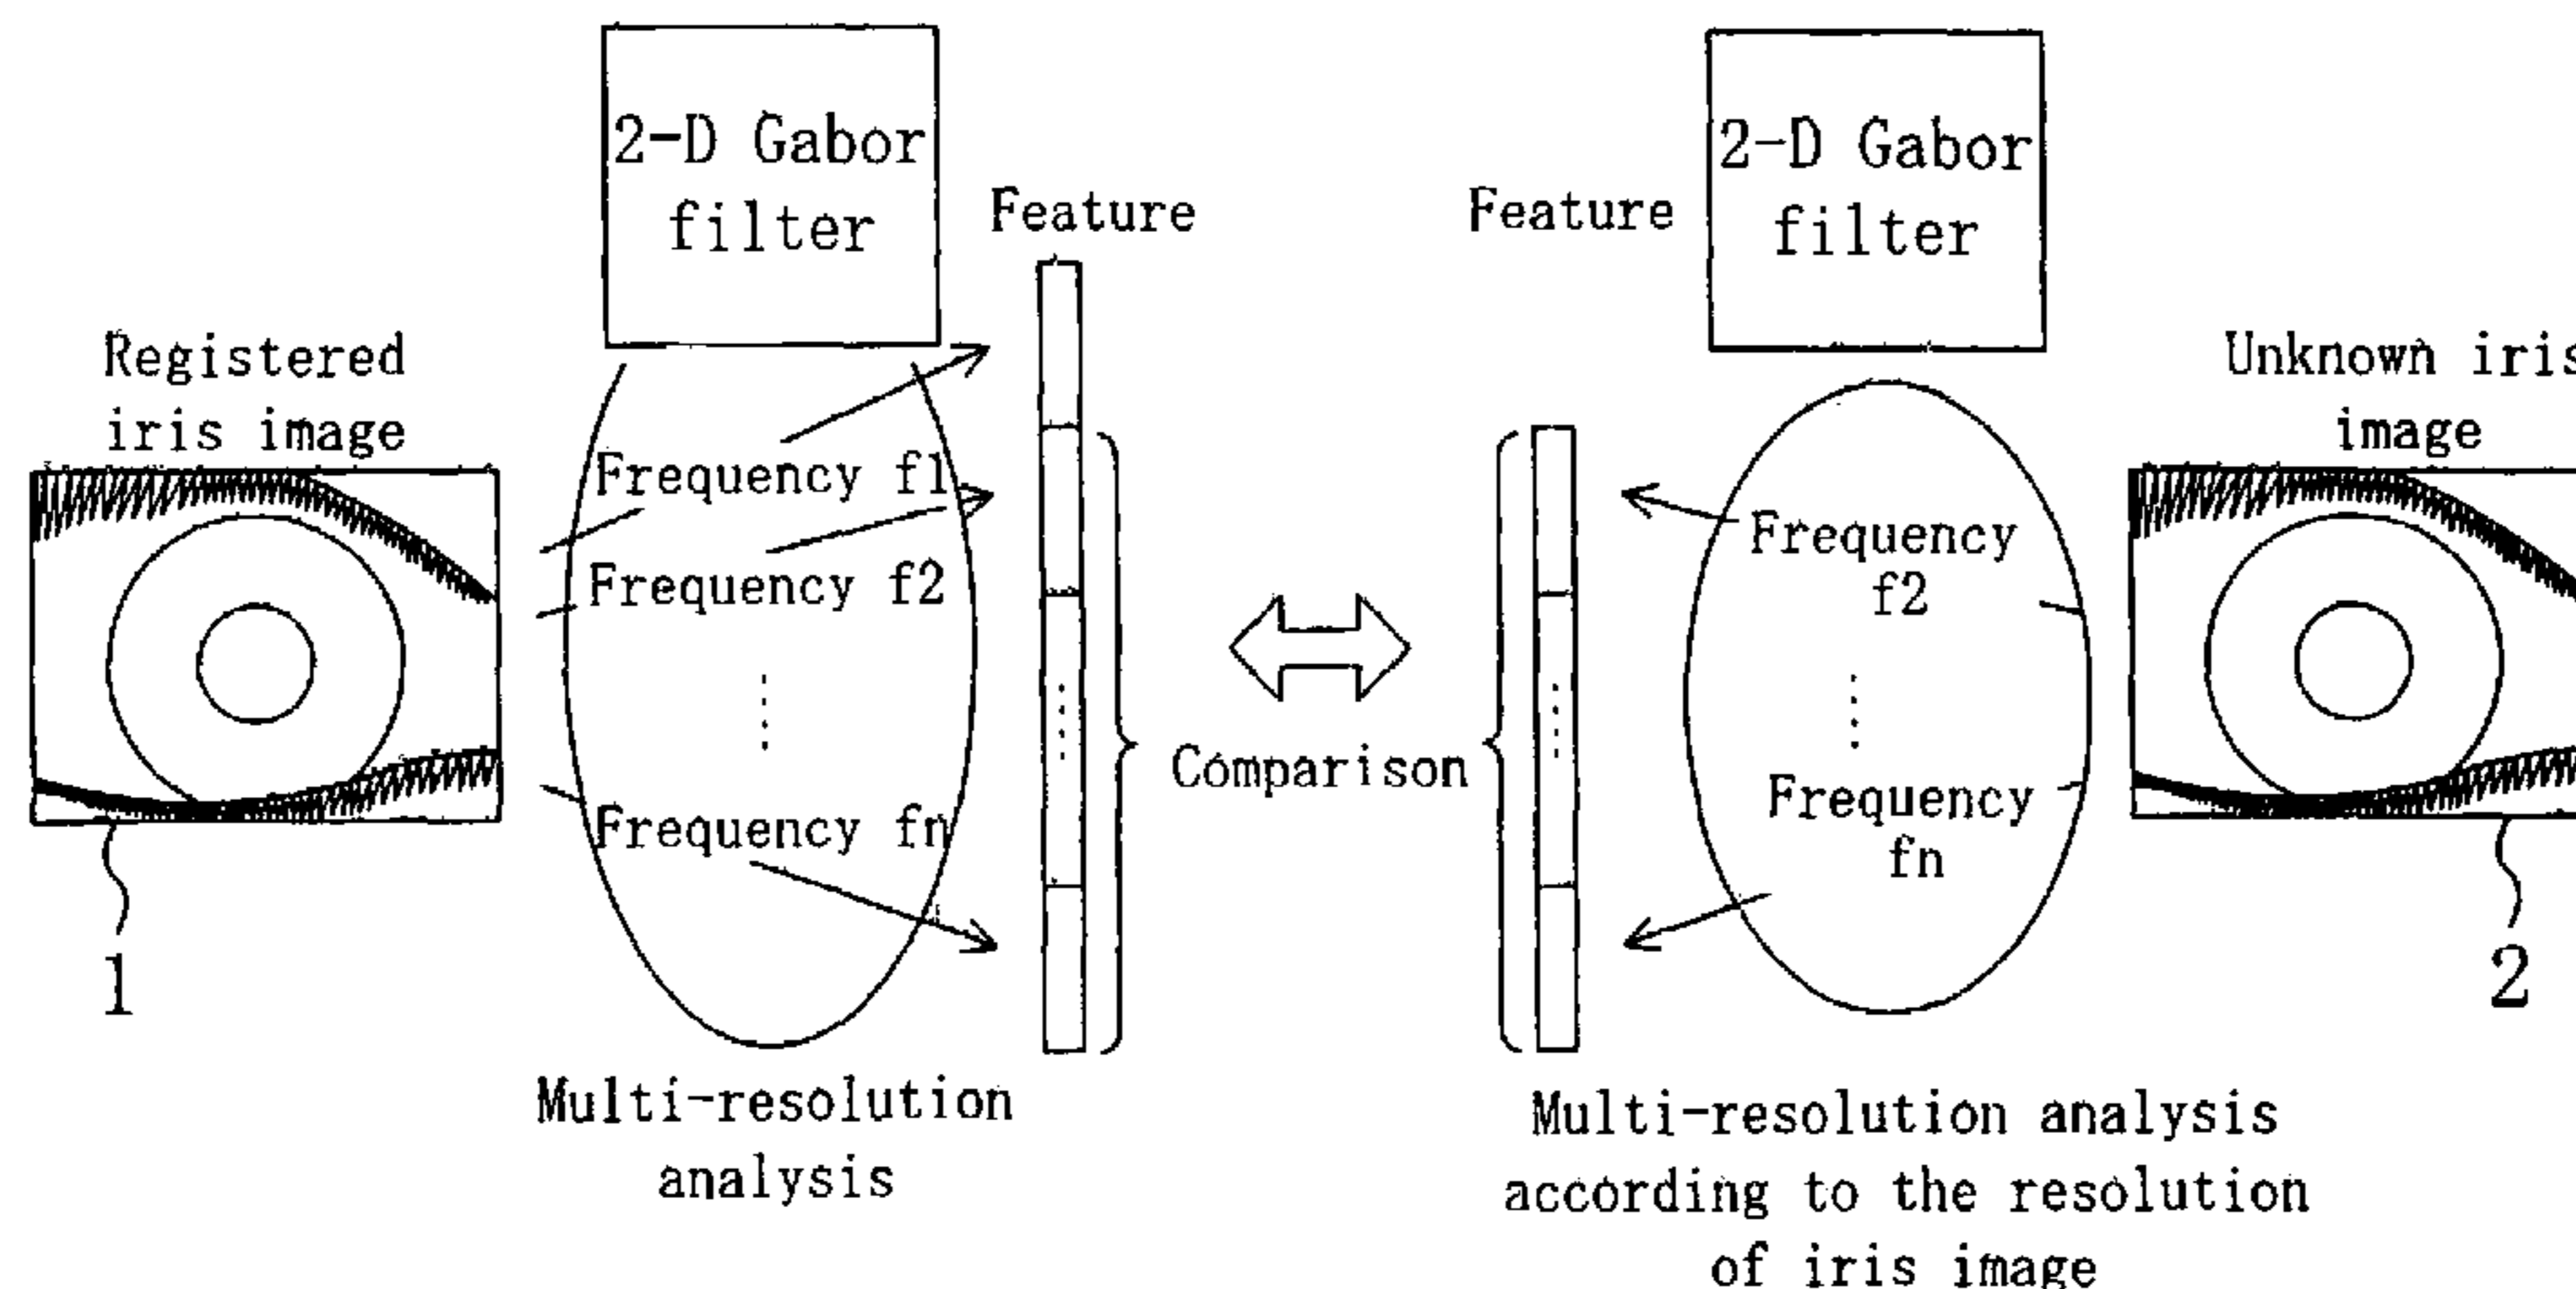 2-D Gabor
filter
Feature
Registered
iris image
Frequency f1
Frequency f2
Frequency fn
1
Multi-resolution
analysis
Comparison
Feature
2-D Gabor
filter
Unknown iris
image
Frequency
f2
Frequency
fn
2
Multi-resolution analysis
according to the resolution
of iris image